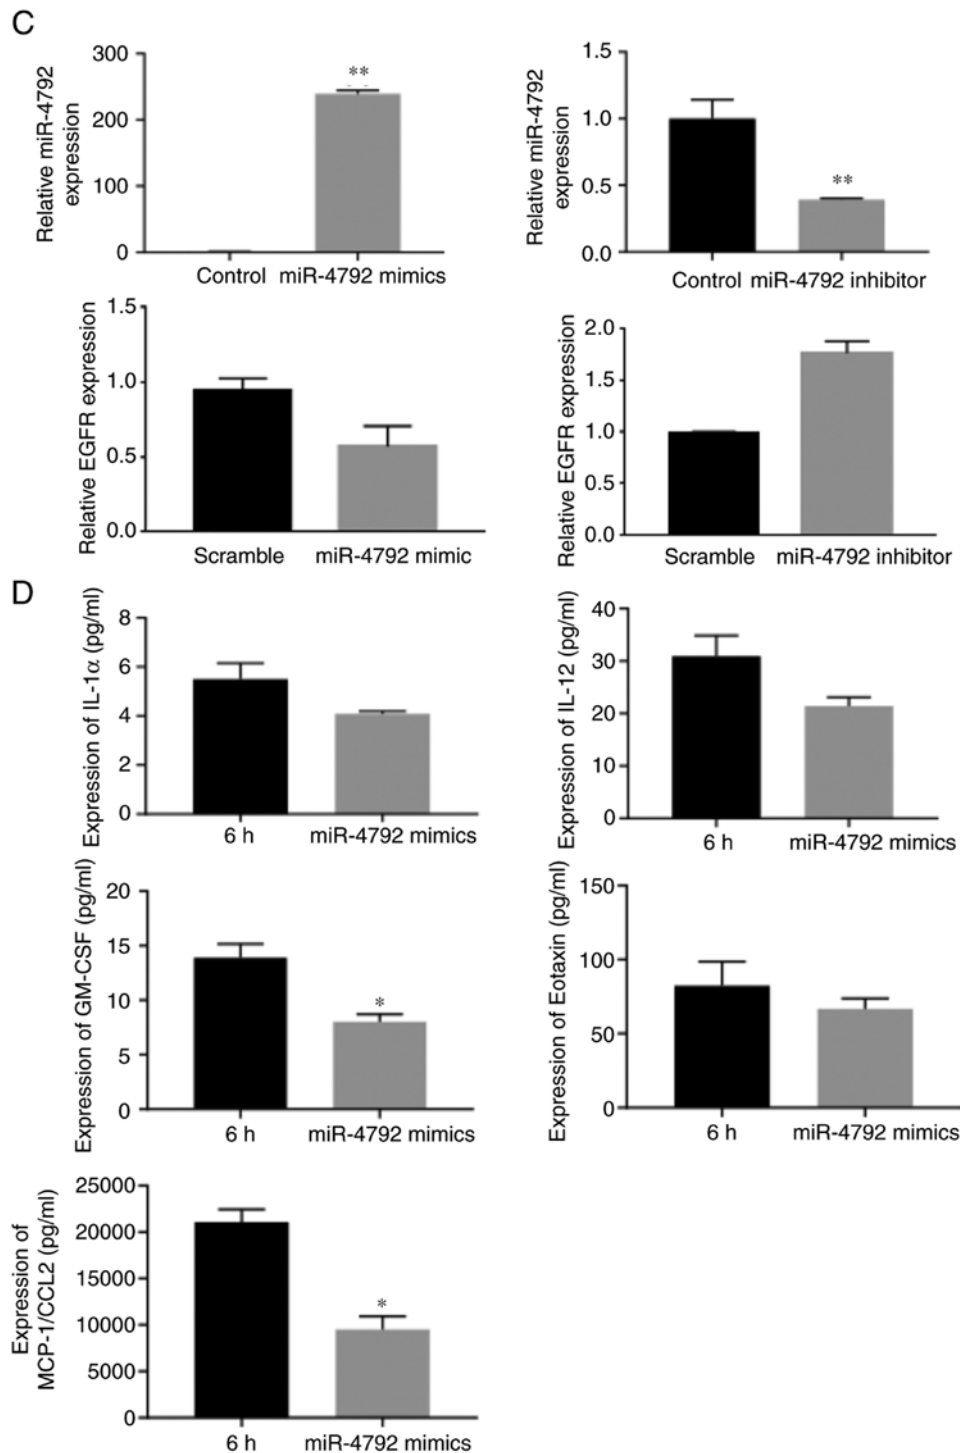 C
Relative miR-4792
expression
300
200
100
0
**
Control
miR-4792 mimics
Relative miR-4792
expression
1.5
1.0
0.5
0.0
**
Control
miR-4792 inhibitor
Relative EGFR expression
1.5
1.0
0.5
0.0
Scramble
miR-4792 mimic
Relative EGFR expression
2.0
1.5
1.0
0.5
0.0
Scramble
miR-4792 inhibitor
D
Expression of IL-1α (pg/ml)
8
6
4
2
0
6 h
miR-4792 mimics
Expression of IL-12 (pg/ml)
40
30
20
10
0
6 h
miR-4792 mimics
Expression of GM-CSF (pg/ml)
20
15
10
5
0
*
6 h
miR-4792 mimics
Expression of Eotaxin (pg/ml)
150
100
50
0
6 h
miR-4792 mimics
Expression of
MCP-1/CCL2 (pg/ml)
25000
20000
15000
10000
5000
0
*
6 h
miR-4792 mimics